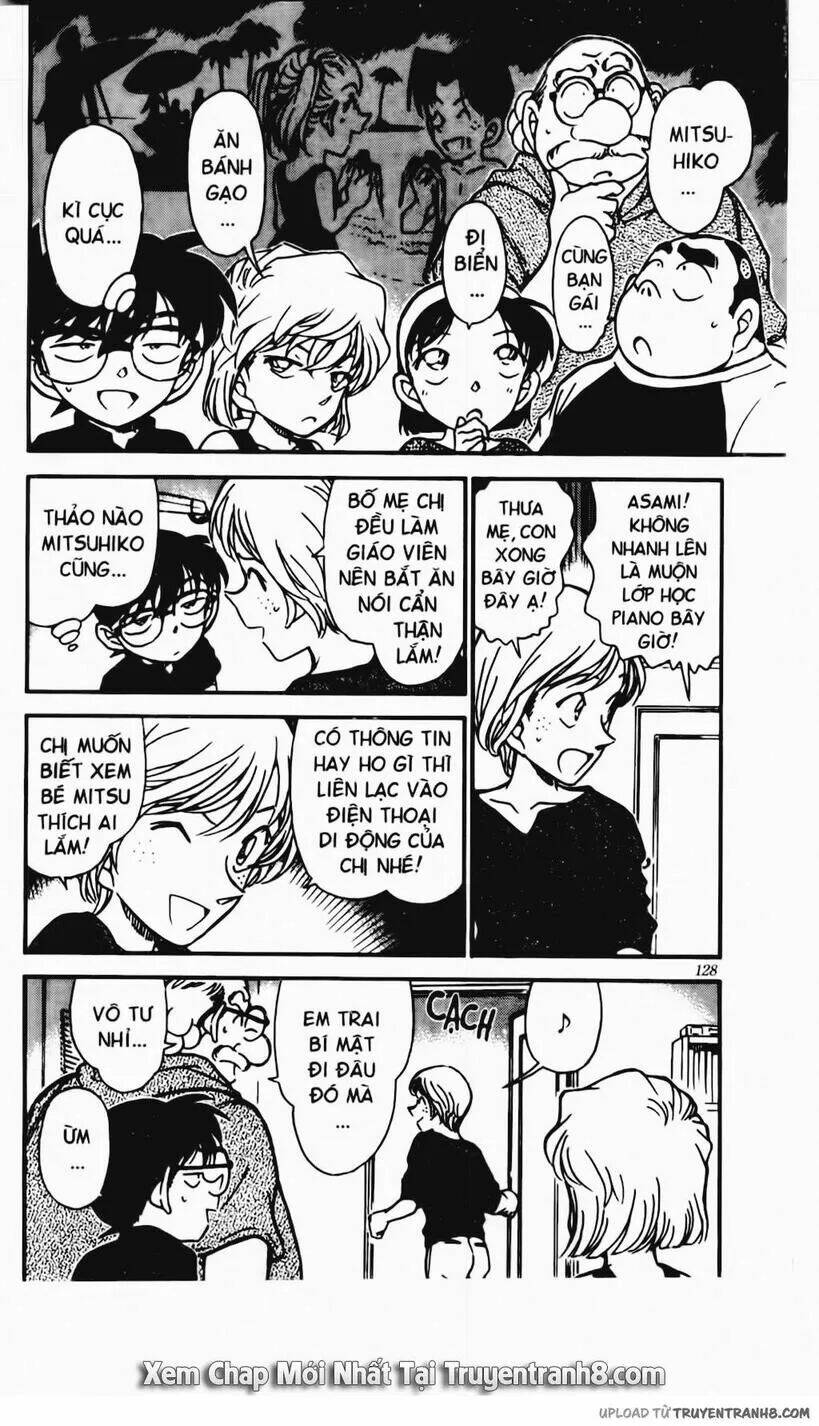 MITSU-
HIKO
...
CÙNG
BẠN
GÁI
...
ĐỊ
BIỂN
...
ĂN
BÁNH
GẠO
...
KÌ CỤC
QUÁ...
ASAMI!
KHÔNG
NHANH LÊN
LÀ MUỘN
LỚP HỌC
PIANO BÂY
GIỜ!
THƯA
MẸ, CON
XONG
BÂY GIỜ
ĐÂY Ạ!
BỐ MẸ CHỊ
ĐỀU LÀM
GIÁO VIÊN
NÊN BẮT ĂN
NÓI CẨN
THẬN
LẮM!
THẢO NÀO
MITSUHIKO
CŨNG...
CÓ THÔNG TIN
HAY HO GÌ THÌ
LIÊN LẠC VÀO
ĐIỆN THOẠI
DI ĐỘNG CỦA
CHỊ NHÉ!
CHỊ MUỐN
BIẾT XEM
BÉ MITSU
THÍCH AI
LẮM!
128
♪
CẠCH
EM TRAI
BÍ MẬT
ĐI ĐÂU
ĐÓ MÀ
...
VÔ TƯ
NHỈ...
ỪM
...
Xem Chap Mới Nhất Tại Truyentranh8.com
UPLOAD TỪ TRUYENTRANH8.COM